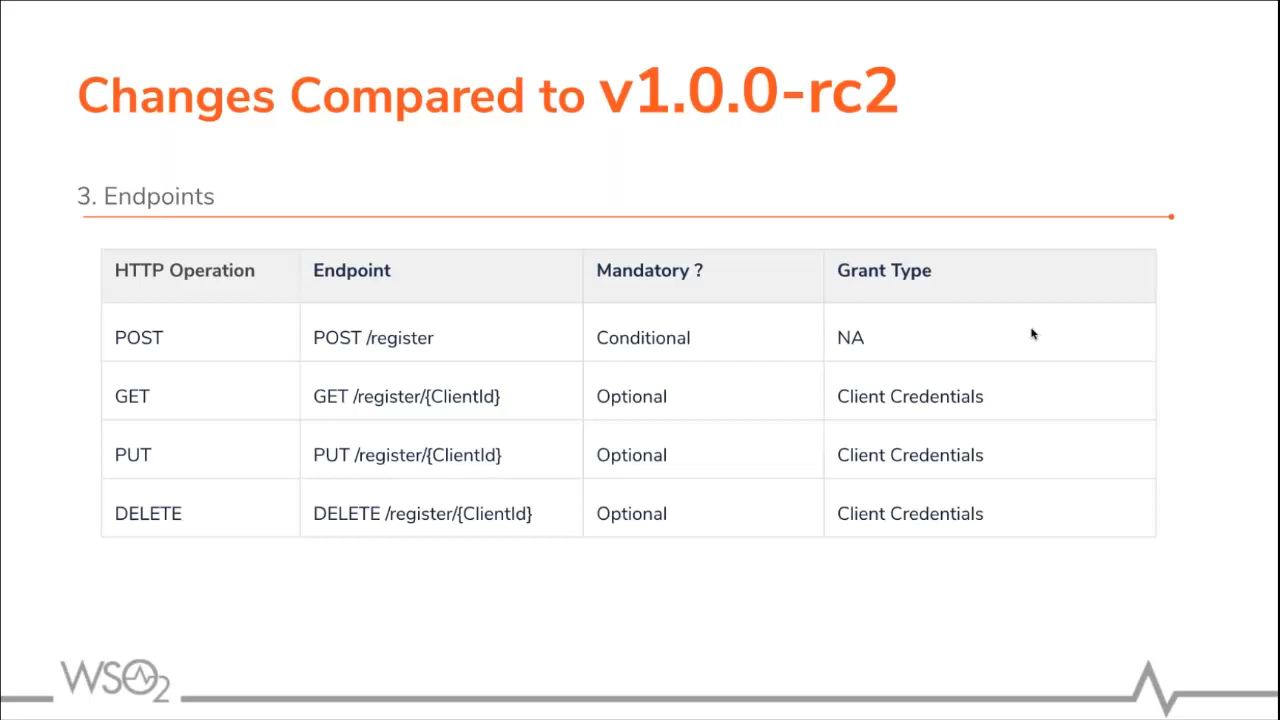 Changes Compared to v1.0.0-rc2
3. Endpoints
HTTP Operation Endpoint Mandatory ? Grant Type
POST POST /register Conditional NA
GET GET /register/{ClientId} Optional Client Credentials
PUT PUT /register/{ClientId} Optional Client Credentials
DELETE DELETE /register/{ClientId} Optional Client Credentials
WSO2